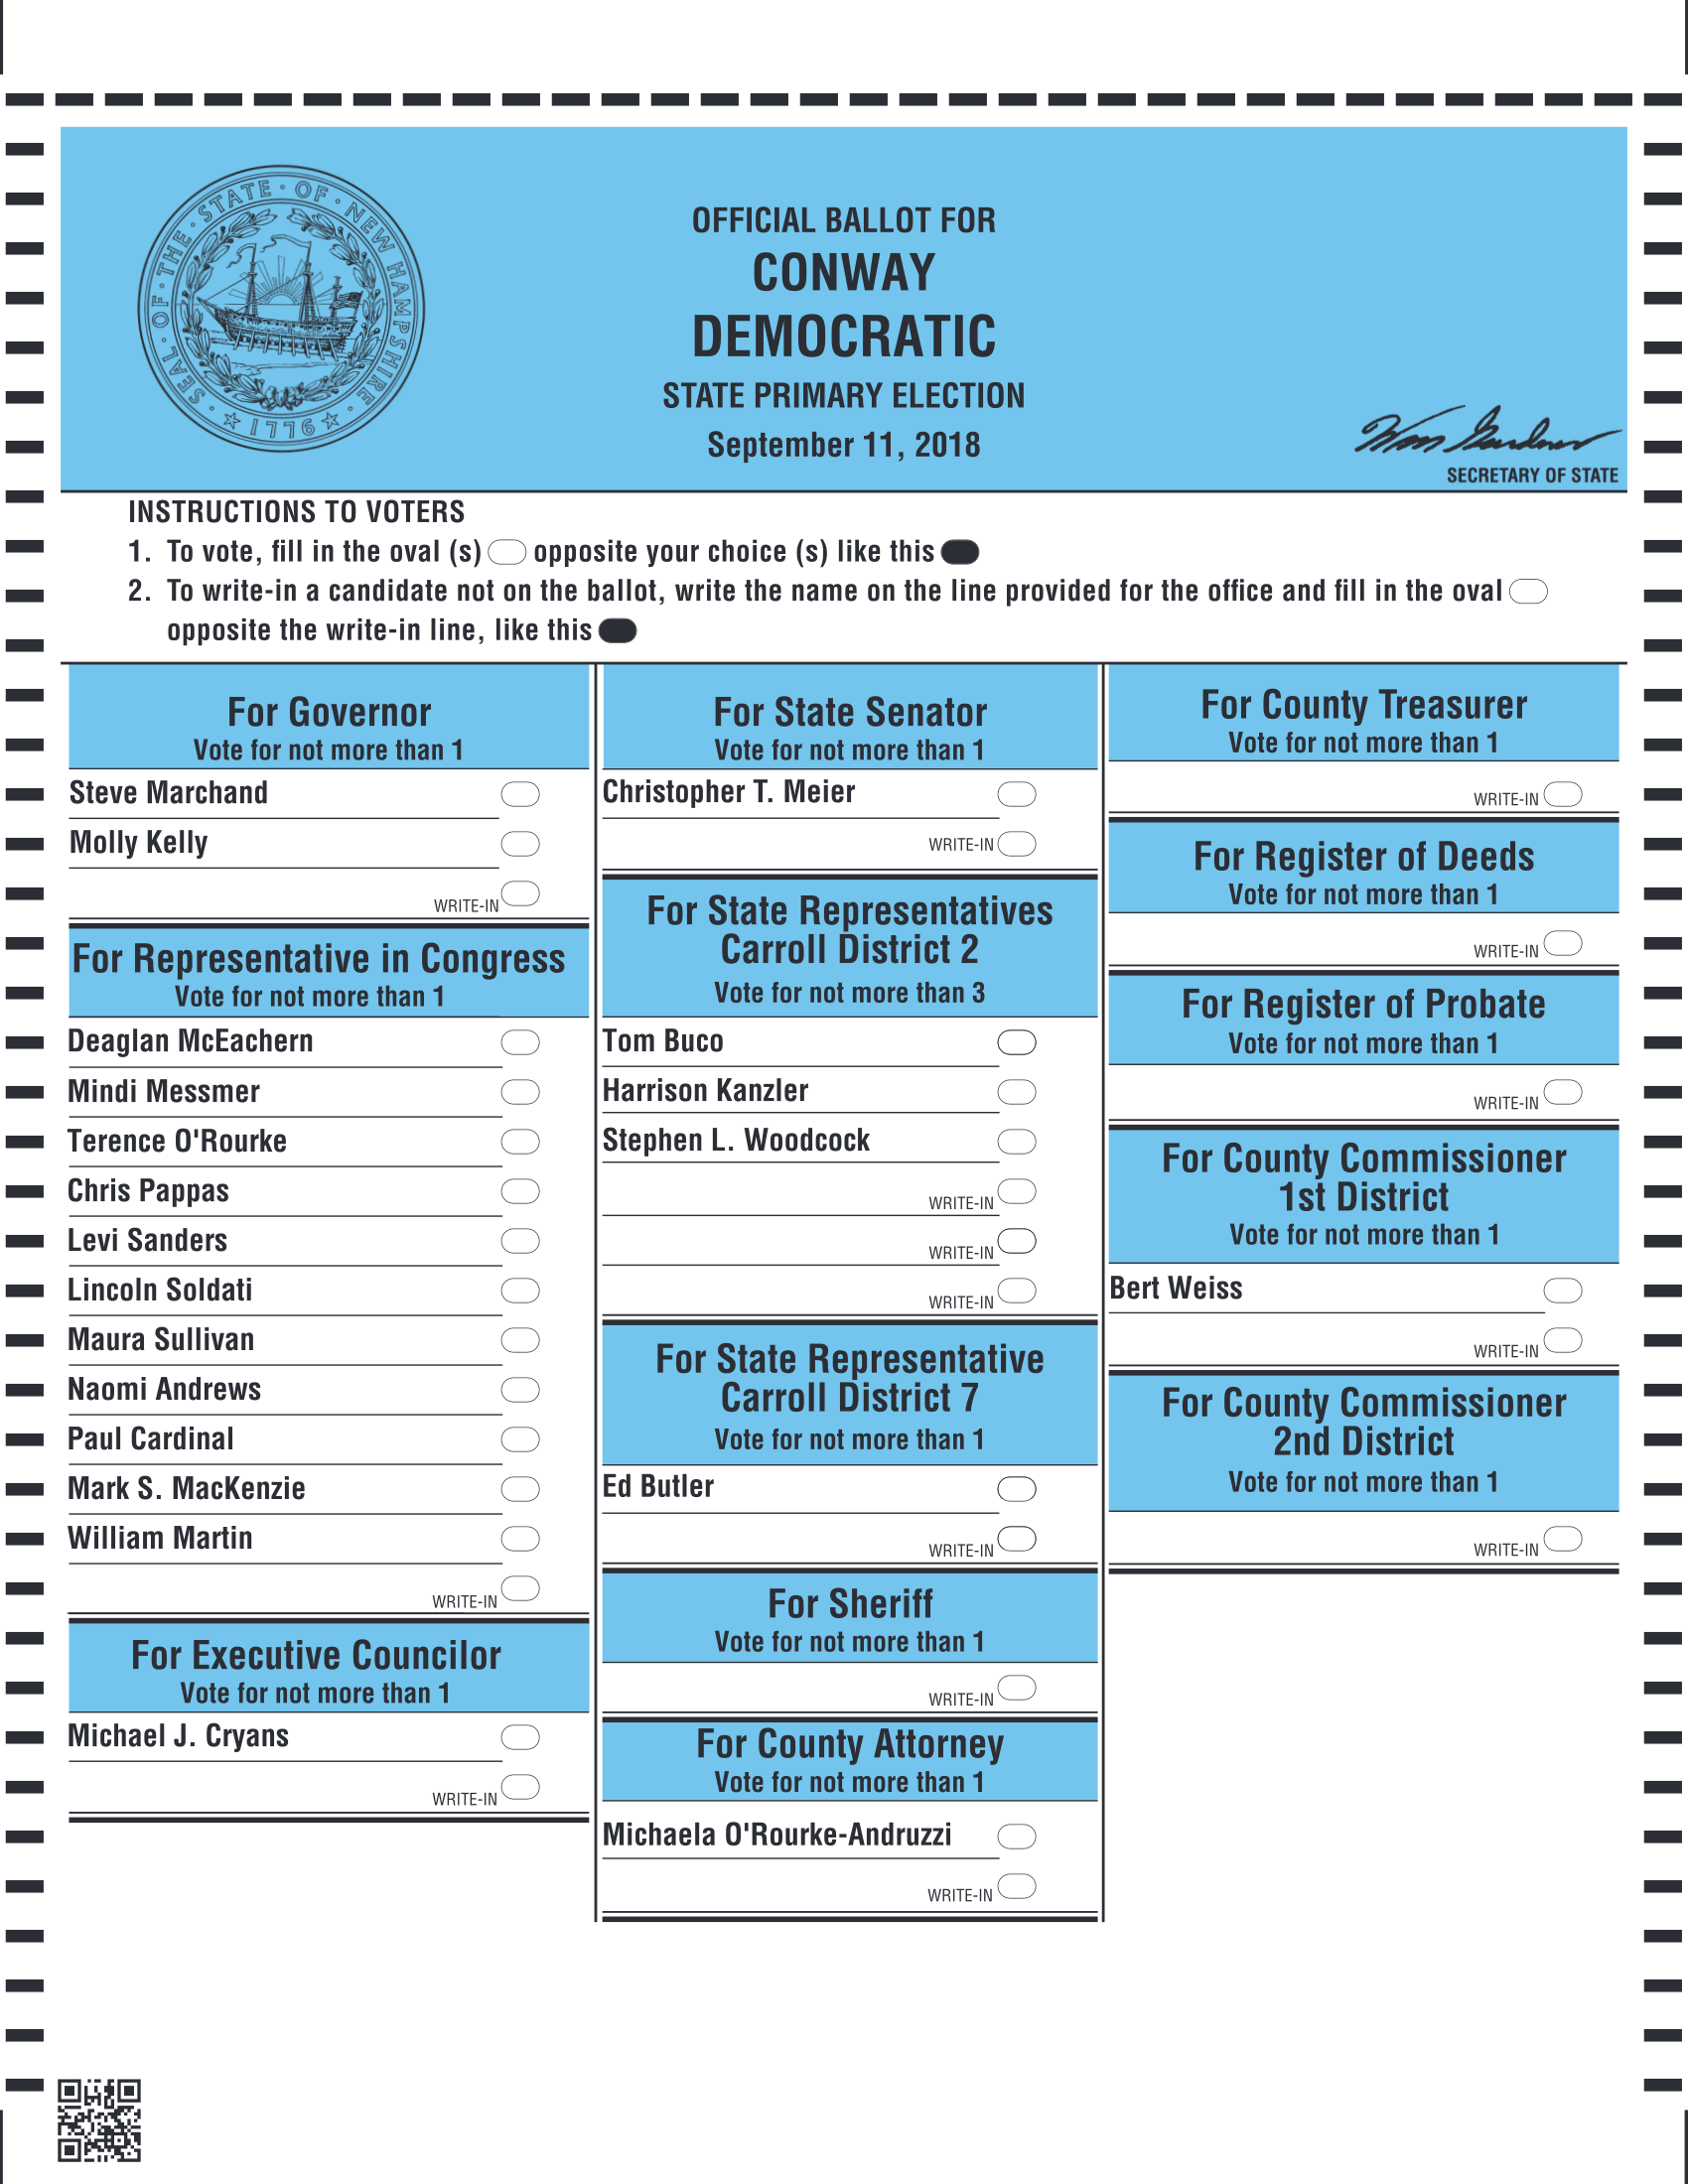 SEAL · OF · THE · STATE · OF · NEW HAMPSHIRE ·
1776
OFFICIAL BALLOT FOR
CONWAY
DEMOCRATIC
STATE PRIMARY ELECTION
September 11, 2018
SECRETARY OF STATE
INSTRUCTIONS TO VOTERS
1. To vote, fill in the oval (s) opposite your choice (s) like this
2. To write-in a candidate not on the ballot, write the name on the line provided for the office and fill in the oval
opposite the write-in line, like this
For Governor
Vote for not more than 1
Steve Marchand
Molly Kelly
WRITE-IN
For Representative in Congress
Vote for not more than 1
Deaglan McEachern
Mindi Messmer
Terence O'Rourke
Chris Pappas
Levi Sanders
Lincoln Soldati
Maura Sullivan
Naomi Andrews
Paul Cardinal
Mark S. MacKenzie
William Martin
WRITE-IN
For Executive Councilor
Vote for not more than 1
Michael J. Cryans
WRITE-IN
For State Senator
Vote for not more than 1
Christopher T. Meier
WRITE-IN
For State Representatives
Carroll District 2
Vote for not more than 3
Tom Buco
Harrison Kanzler
Stephen L. Woodcock
WRITE-IN
WRITE-IN
WRITE-IN
For State Representative
Carroll District 7
Vote for not more than 1
Ed Butler
WRITE-IN
For Sheriff
Vote for not more than 1
WRITE-IN
For County Attorney
Vote for not more than 1
Michaela O'Rourke-Andruzzi
WRITE-IN
For County Treasurer
Vote for not more than 1
WRITE-IN
For Register of Deeds
Vote for not more than 1
WRITE-IN
For Register of Probate
Vote for not more than 1
WRITE-IN
For County Commissioner
1st District
Vote for not more than 1
Bert Weiss
WRITE-IN
For County Commissioner
2nd District
Vote for not more than 1
WRITE-IN